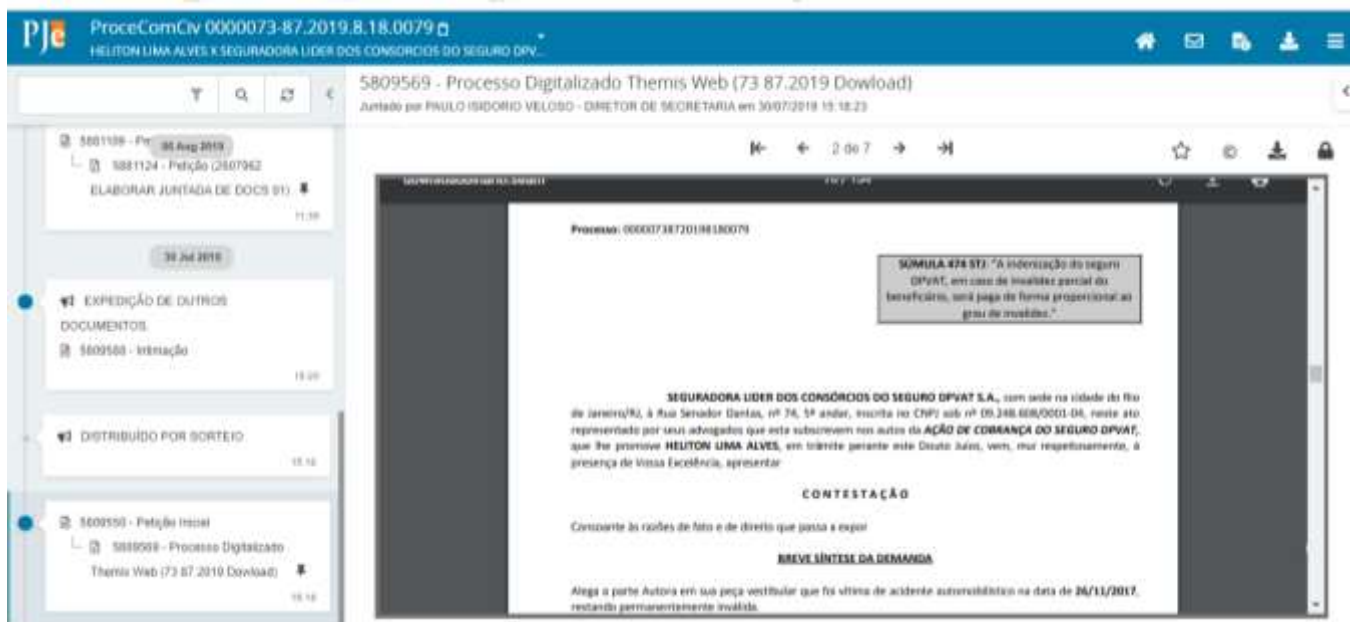 PJe
ProceComCiv 0000073-87.2019.8.18.0079
HELITON LIMA ALVES X SEGURADORA LIDER DOS CONSORCIOS DO SEGURO DPV...
5809569 - Processo Digitalizado Themis Web (73 87.2019 Dowload)
Juntado por PAULO ISIDORIO VELOSO - DIRETOR DE SECRETARIA em 30/07/2019 15:18:23
05 Aug 2019
5881124 - Petição (2607962
ELABORAR JUNTADA DE DOCS 01)
30 Jul 2019
EXPEDIÇÃO DE OUTROS
DOCUMENTOS.
Intimação
DISTRIBUÍDO POR SORTEIO
Petição Inicial
5809569 - Processo Digitalizado
Themis Web (73 87 2019 Dowload)
2 de 7
Processo: 00000738720198180079
SÚMULA 474 STJ: "A indenização do seguro
DPVAT, em caso de invalidez parcial do
beneficiário, será paga de forma proporcional ao
grau de invalidez."
SEGURADORA LIDER DOS CONSÓRCIOS DO SEGURO DPVAT S.A., com sede na cidade do Rio
de Janeiro/RJ, à Rua Senador Dantas, nº 74, 5º andar, inscrita no CNPJ sob nº 09.248.608/0001-04, neste ato
representado por seus advogados que esta subscrevem nos autos da AÇÃO DE COBRANÇA DO SEGURO DPVAT,
que lhe promove HELITON LIMA ALVES, em trâmite perante este Douto Juízo, vem, mui respeitosamente, à
presença de Vossa Excelência, apresentar
CONTESTAÇÃO
Consoante às razões de fato e de direito que passa a expor
BREVE SÍNTESE DA DEMANDA
Alega a parte Autora em sua peça vestibular que foi vítima de acidente automobilístico na data de 26/11/2017,
restando permanentemente inválida.